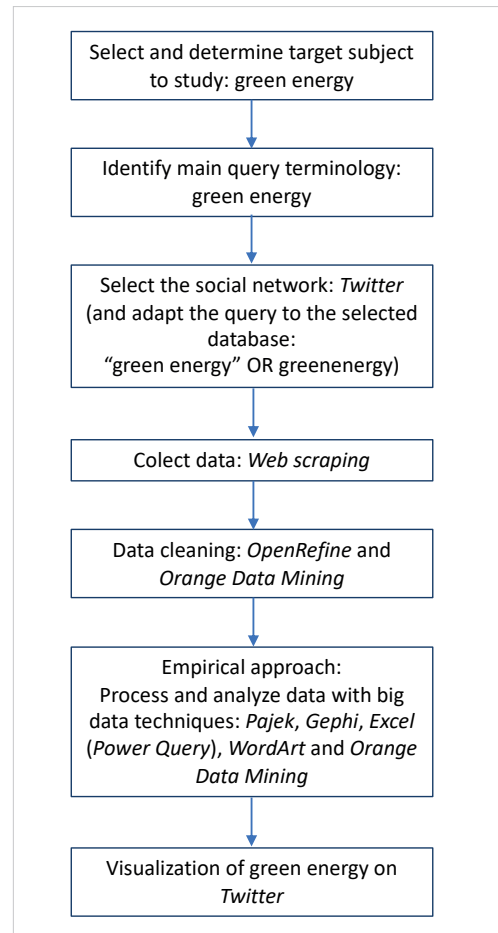 Select and determine target subject
to study: green energy
Identify main query terminology:
green energy
Select the social network: Twitter
(and adapt the query to the selected
database:
“green energy” OR greenenergy)
Colect data: Web scraping
Data cleaning: OpenRefine and
Orange Data Mining
Empirical approach:
Process and analyze data with big
data techniques: Pajek, Gephi, Excel
(Power Query), WordArt and Orange
Data Mining
Visualization of green energy on
Twitter